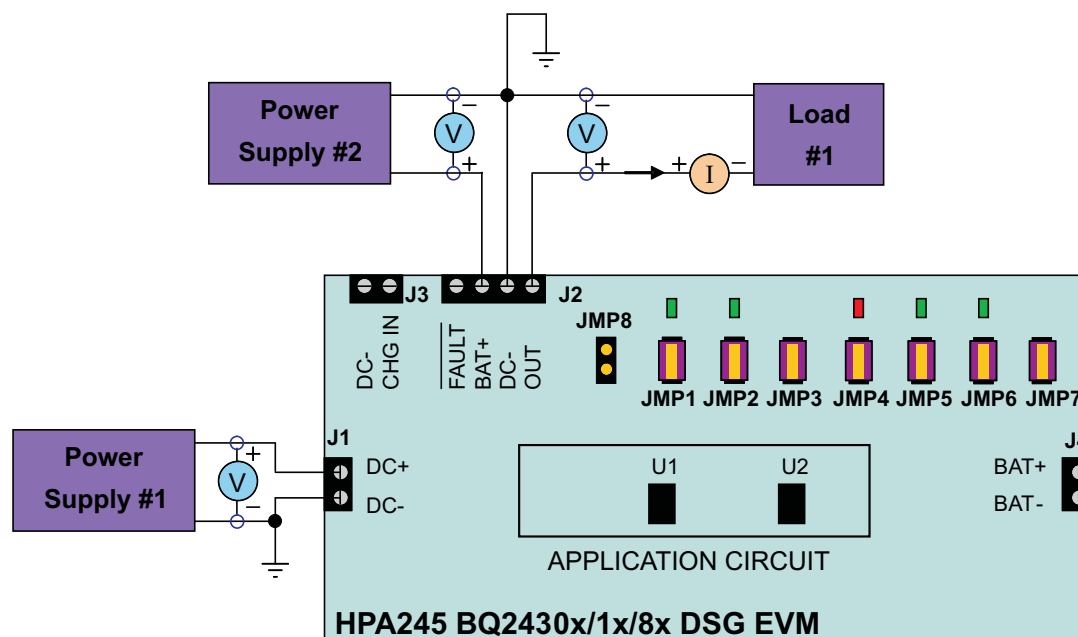 Power
Supply #2
−
V
+
−
V
+
+
I
−
Load
#1
J3
J2
DC-
CHG IN
FAULT
BAT+
DC-
OUT
JMP8
JMP1
JMP2
JMP3
JMP4
JMP5
JMP6
JMP7
Power
Supply #1
+
V
−
J1
DC+
DC-
U1
U2
BAT+
BAT-
APPLICATION CIRCUIT
HPA245 BQ2430x/1x/8x DSG EVM